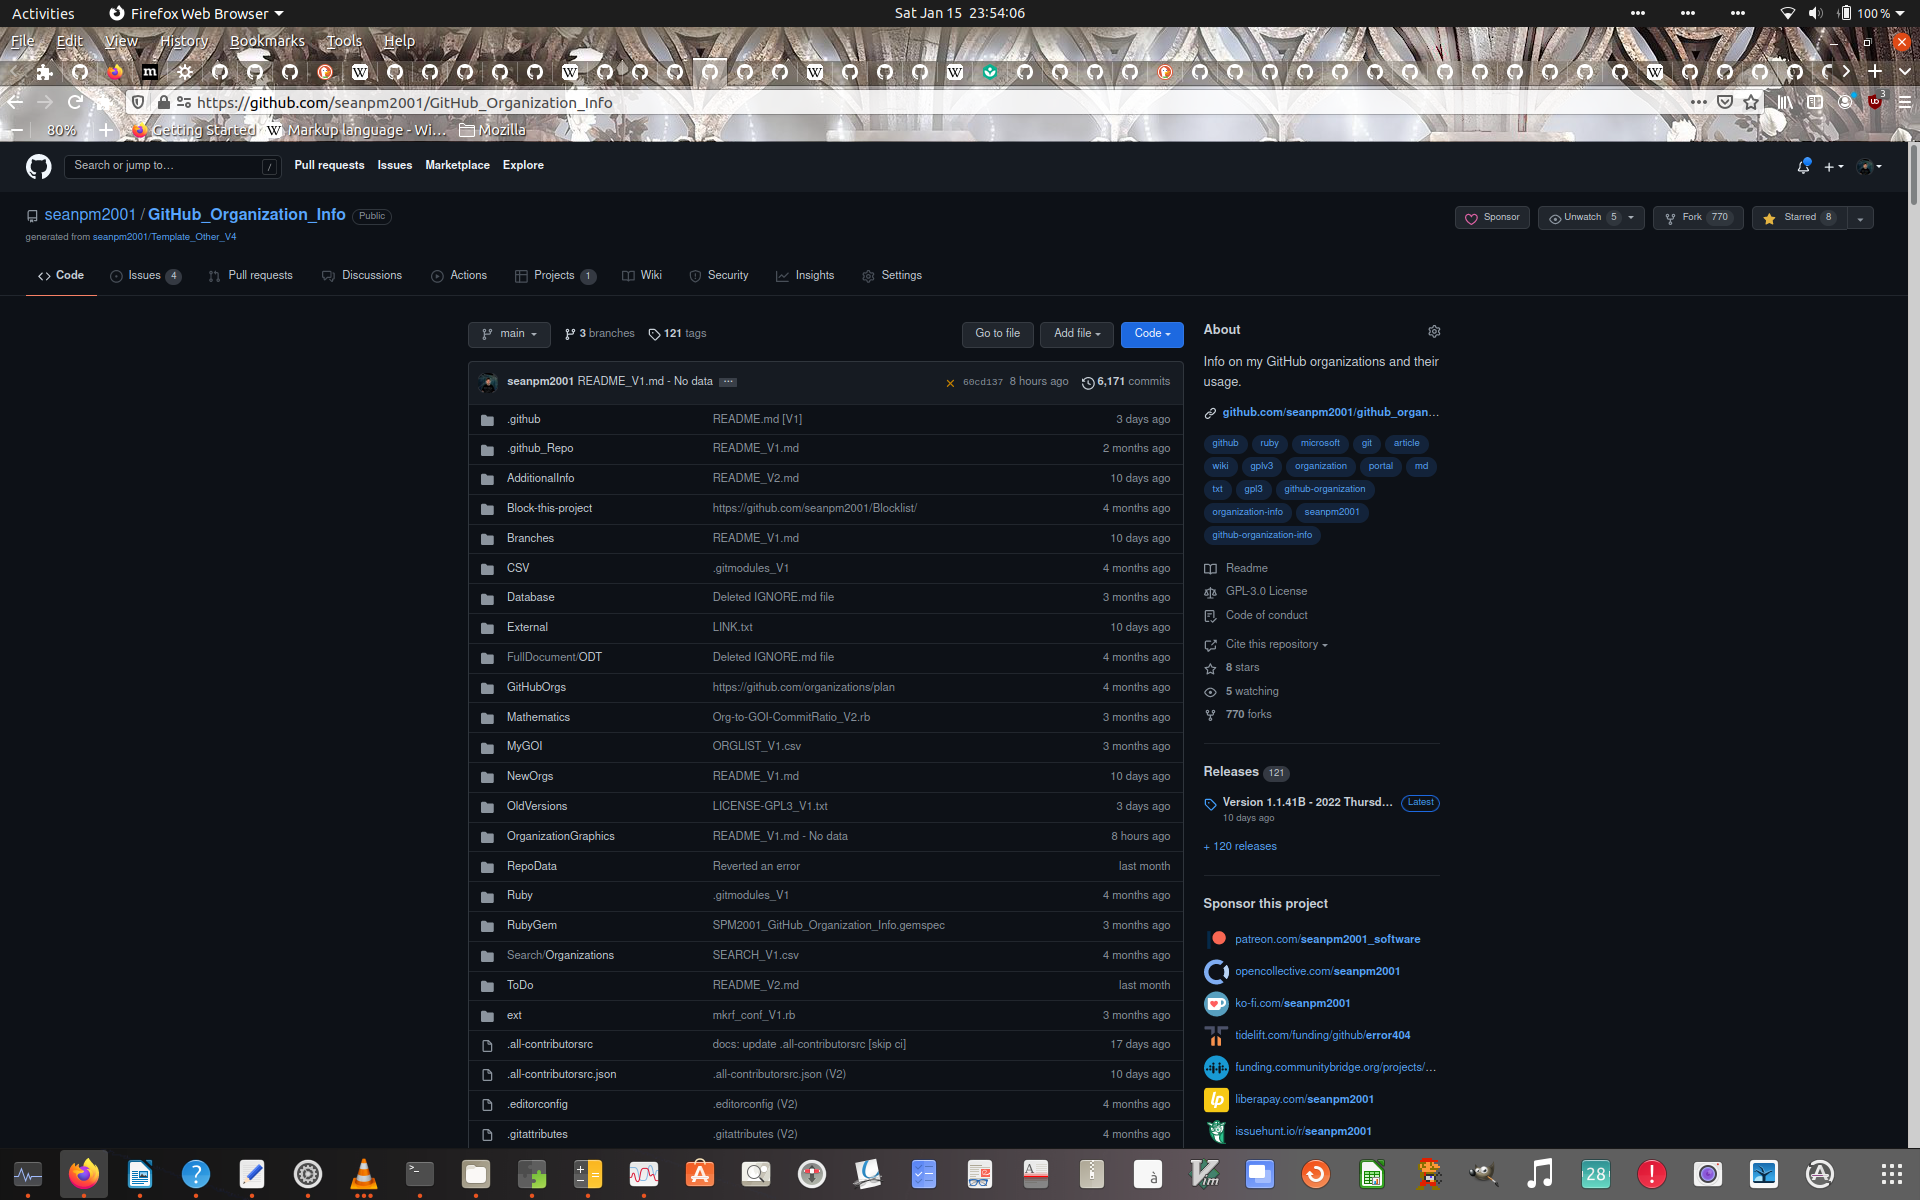 Activities
Firefox Web Browser
Sat Jan 15 23:54:06
100 %
File Edit View History Bookmarks Tools Help
https://github.com/seanpm2001/GitHub_Organization_Info
3
80%
Getting Started
Markup language - Wi…
Mozilla
Search or jump to…
/
Pull requests Issues Marketplace Explore
seanpm2001 / GitHub_Organization_Info Public
generated from seanpm2001/Template_Other_V4
Sponsor
Unwatch 5
Fork 770
Starred 8
Code
Issues 4
Pull requests
Discussions
Actions
Projects 1
Wiki
Security
Insights
Settings
main
3 branches
121 tags
Go to file
Add file
Code
seanpm2001 README_V1.md - No data
60cd137 8 hours ago
6,171 commits
.github README.md [V1] 3 days ago
.github_Repo README_V1.md 2 months ago
AdditionalInfo README_V2.md 10 days ago
Block-this-project https://github.com/seanpm2001/Blocklist/ 4 months ago
Branches README_V1.md 10 days ago
CSV .gitmodules_V1 4 months ago
Database Deleted IGNORE.md file 3 months ago
External LINK.txt 10 days ago
FullDocument/ODT Deleted IGNORE.md file 4 months ago
GitHubOrgs https://github.com/organizations/plan 4 months ago
Mathematics Org-to-GOI-CommitRatio_V2.rb 3 months ago
MyGOI ORGLIST_V1.csv 3 months ago
NewOrgs README_V1.md 10 days ago
OldVersions LICENSE-GPL3_V1.txt 3 days ago
OrganizationGraphics README_V1.md - No data 8 hours ago
RepoData Reverted an error last month
Ruby .gitmodules_V1 4 months ago
RubyGem SPM2001_GitHub_Organization_Info.gemspec 3 months ago
Search/Organizations SEARCH_V1.csv 4 months ago
ToDo README_V2.md last month
ext mkrf_conf_V1.rb 3 months ago
.all-contributorsrc docs: update .all-contributorsrc [skip ci] 17 days ago
.all-contributorsrc.json .all-contributorsrc.json (V2) 10 days ago
.editorconfig .editorconfig (V2) 4 months ago
.gitattributes .gitattributes (V2) 4 months ago
About
Info on my GitHub organizations and their
usage.
github.com/seanpm2001/github_organ…
github ruby microsoft git article
wiki gplv3 organization portal md
txt gpl3 github-organization
organization-info seanpm2001
github-organization-info
Readme
GPL-3.0 License
Code of conduct
Cite this repository
8 stars
5 watching
770 forks
Releases 121
Version 1.1.41B - 2022 Thursd… Latest
10 days ago
+ 120 releases
Sponsor this project
patreon.com/seanpm2001_software
opencollective.com/seanpm2001
ko-fi.com/seanpm2001
tidelift.com/funding/github/error404
funding.communitybridge.org/projects/…
liberapay.com/seanpm2001
issuehunt.io/r/seanpm2001
28